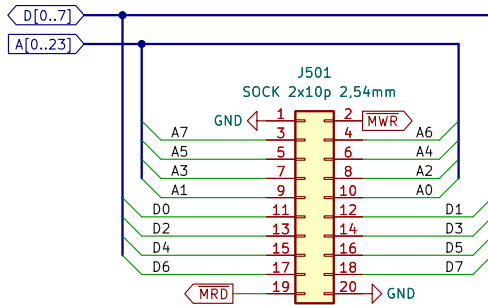 D[0..7]
A[0..23]
J501
SOCK 2x10p 2,54mm
GND 1 2 MWR
A7 3 4 A6
A5 5 6 A4
A3 7 8 A2
A1 9 10 A0
D0 11 12 D1
D2 13 14 D3
D4 15 16 D5
D6 17 18 D7
MRD 19 20 GND